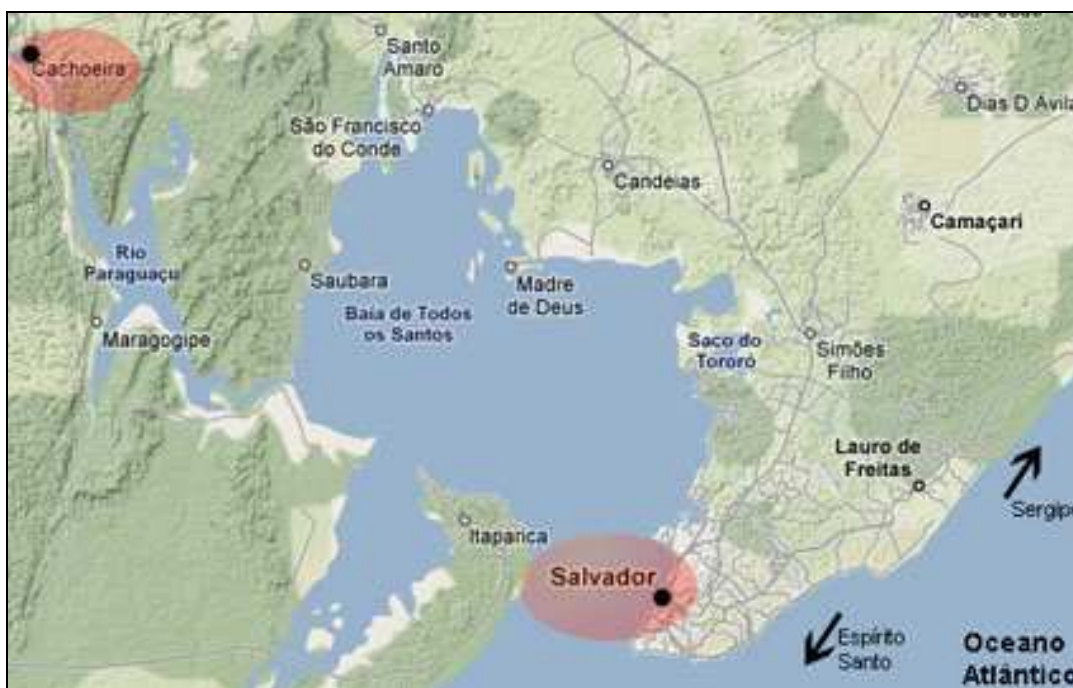 Cachoeira
Santo
Amaro
São Francisco
do Conde
Dias D Avila
Candeias
Camaçari
Rio
Paraguaçu
Saubara
Madre
de Deus
Baia de Todos
os Santos
Maragogipe
Saco do
Tororó
Simões
Filho
Lauro de
Freitas
Sergipe
Itaparica
Salvador
Espírito
Santo
Oceano
Atlântico